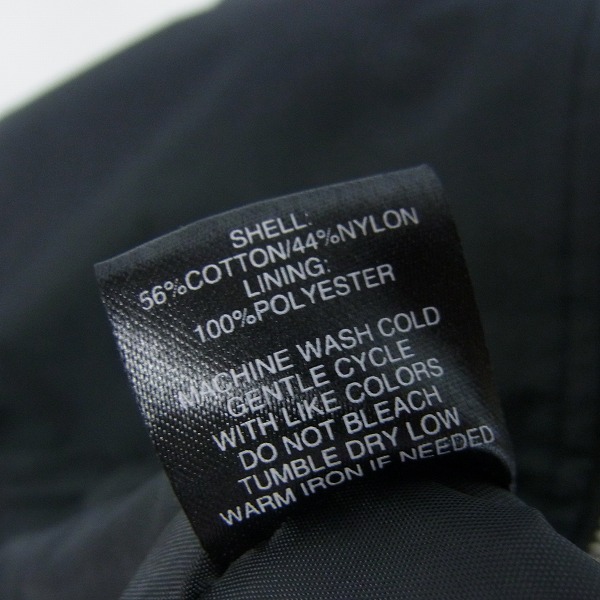 SHELL:
56%COTTON/44%NYLON
LINING:
100%POLYESTER
MACHINE WASH COLD
GENTLE CYCLE
WITH LIKE COLORS
DO NOT BLEACH
TUMBLE DRY LOW
WARM IRON IF NEEDED